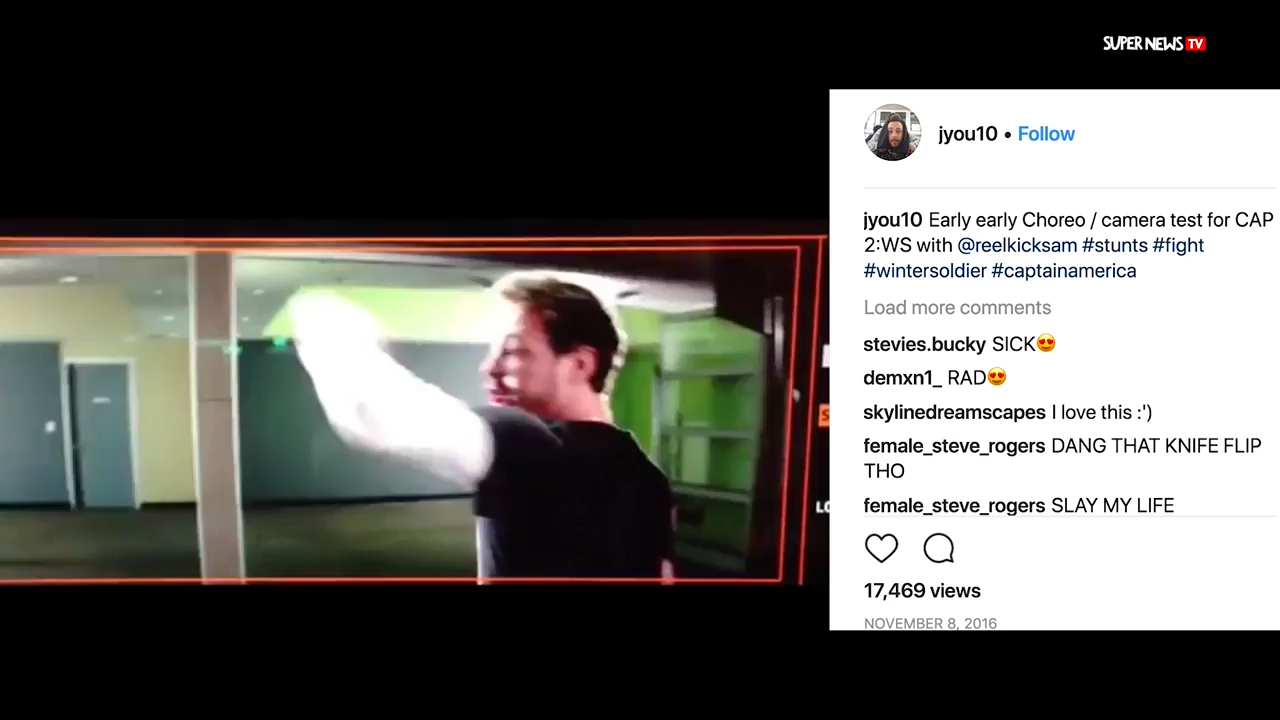 SUPER NEWS TV
jyou10 • Follow
jyou10 Early early Choreo / camera test for CAP
2:WS with @reelkicksam #stunts #fight
#wintersoldier #captainamerica
Load more comments
stevies.bucky SICK😍
demxn1_ RAD😍
skylinedreamscapes I love this :')
female_steve_rogers DANG THAT KNIFE FLIP
THO
female_steve_rogers SLAY MY LIFE
17,469 views
NOVEMBER 8, 2016